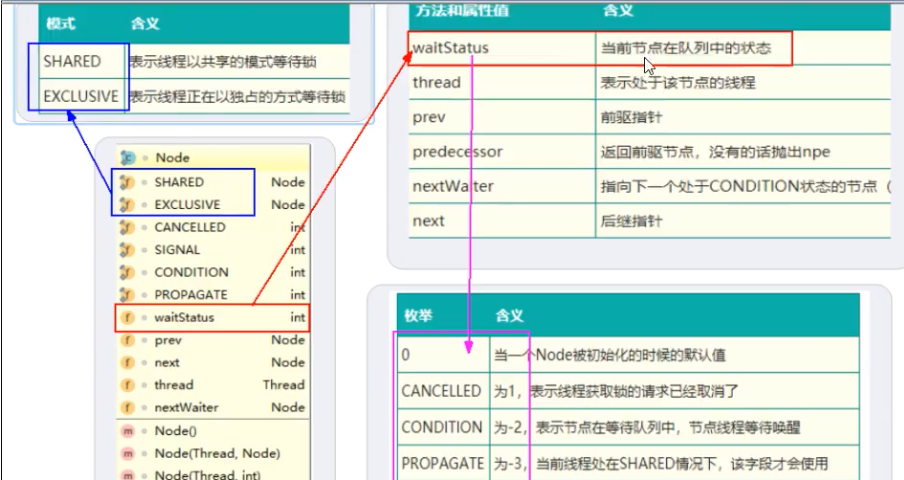 模式 含义
SHARED 表示线程以共享的模式等待锁
EXCLUSIVE 表示线程正在以独占的方式等待锁
方法和属性值 含义
waitStatus 当前节点在队列中的状态
thread 表示处于该节点的线程
prev 前驱指针
predecessor 返回前驱节点，没有的话抛出npe
nextWaiter 指向下一个处于CONDITION状态的节点（
next 后继指针
Node
SHARED Node
EXCLUSIVE Node
CANCELLED int
SIGNAL int
CONDITION int
PROPAGATE int
waitStatus int
prev Node
next Node
thread Thread
nextWaiter Node
Node()
Node(Thread, Node)
Node(Thread, int)
枚举 含义
0 当一个Node被初始化的时候的默认值
CANCELLED 为1，表示线程获取锁的请求已经取消了
CONDITION 为-2，表示节点在等待队列中，节点线程等待唤醒
PROPAGATE 为-3，当前线程处在SHARED情况下，该字段才会使用